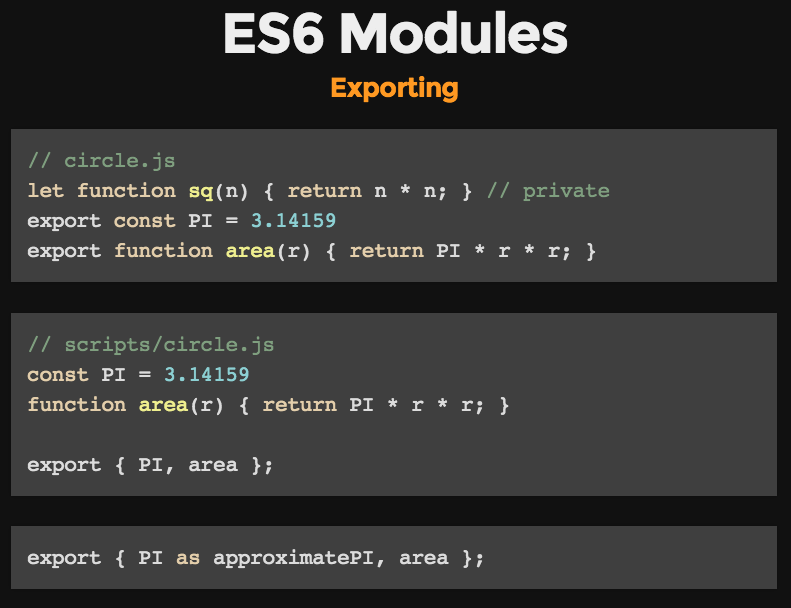 ES6 Modules
Exporting
// circle.js
let function sq(n) { return n * n; } // private
export const PI = 3.14159
export function area(r) { return PI * r * r; }
// scripts/circle.js
const PI = 3.14159
function area(r) { return PI * r * r; }
export { PI, area };
export { PI as approximatePI, area };